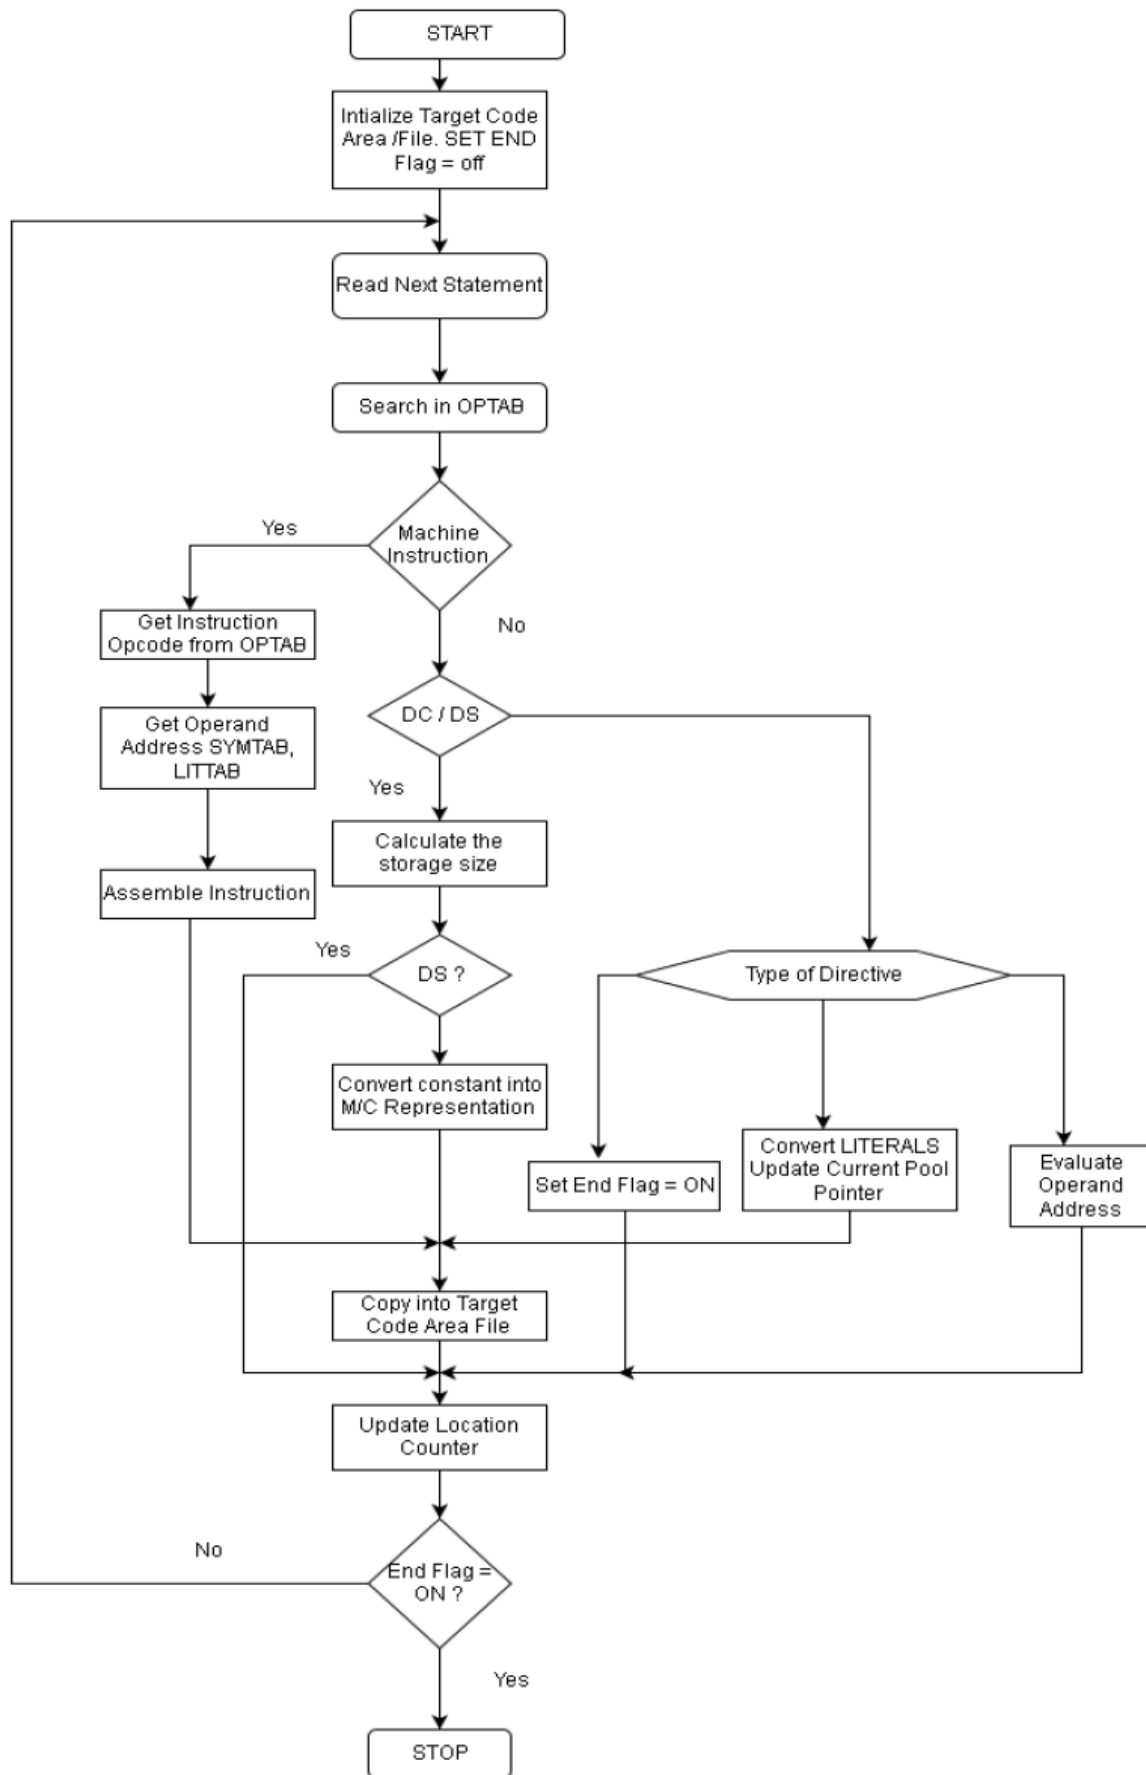 START
Intialize Target Code
Area /File. SET END
Flag = off
Read Next Statement
Search in OPTAB
Machine
Instruction
Yes
No
Get Instruction
Opcode from OPTAB
Get Operand
Address SYMTAB,
LITTAB
Assemble Instruction
DC / DS
Yes
Calculate the
storage size
DS ?
Yes
Convert constant into
M/C Representation
Type of Directive
Set End Flag = ON
Convert LITERALS
Update Current Pool
Pointer
Evaluate
Operand
Address
Copy into Target
Code Area File
Update Location
Counter
End Flag =
ON ?
No
Yes
STOP